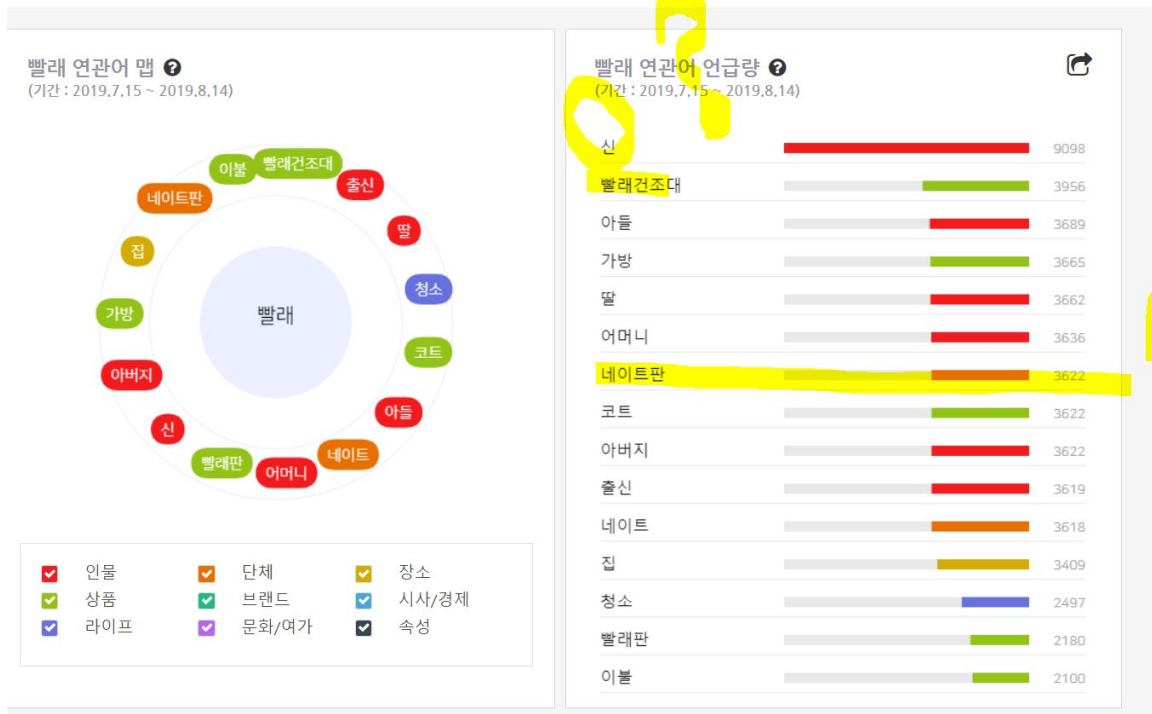 빨래 연관어 맵 ?
(기간 : 2019.7.15 ~ 2019.8.14)
이불
빨래건조대
출신
네이트판
딸
집
청소
가방
빨래
코트
아버지
아들
신
네이트
빨래판
어머니
인물
단체
장소
상품
브랜드
시사/경제
라이프
문화/여가
속성
빨래 연관어 언급량 ?
(기간 : 2019.7.15 ~ 2019.8.14)
신 9098
빨래건조대 3956
아들 3689
가방 3665
딸 3662
어머니 3636
네이트판 3622
코트 3622
아버지 3622
출신 3619
네이트 3618
집 3409
청소 2497
빨래판 2180
이불 2100